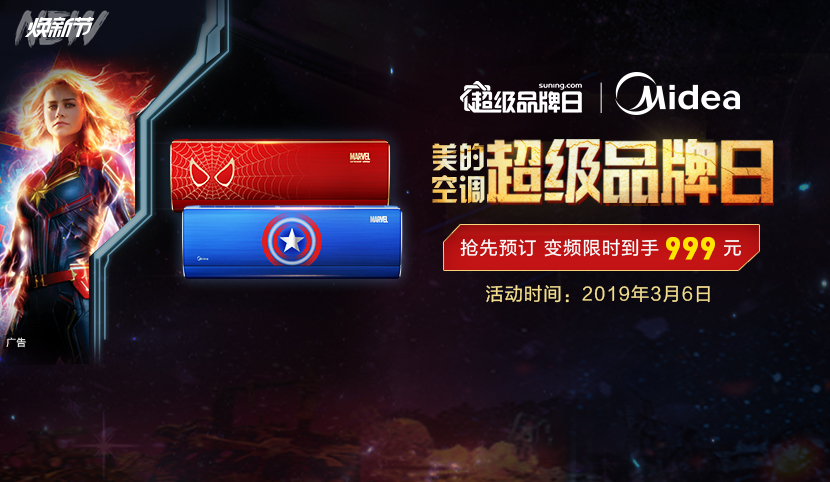 NEW
焕新节
suning.com
超级品牌日
Midea
MARVEL
MARVEL
Midea
美的
空调
超级品牌日
抢先预订 变频限时到手 999 元
活动时间：2019年3月6日
广告